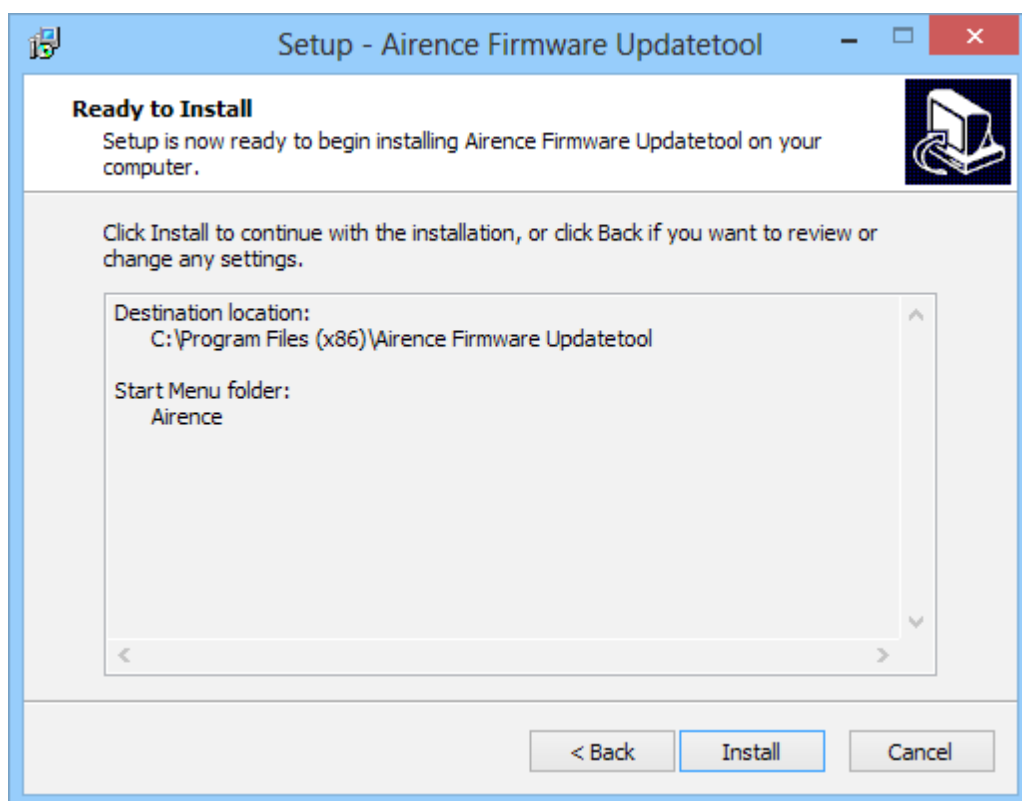 Setup - Airence Firmware Updatetool
Ready to Install
Setup is now ready to begin installing Airence Firmware Updatetool on your
computer.
Click Install to continue with the installation, or click Back if you want to review or
change any settings.
Destination location:
C:\Program Files (x86)\Airence Firmware Updatetool
Start Menu folder:
Airence
< Back
Install
Cancel